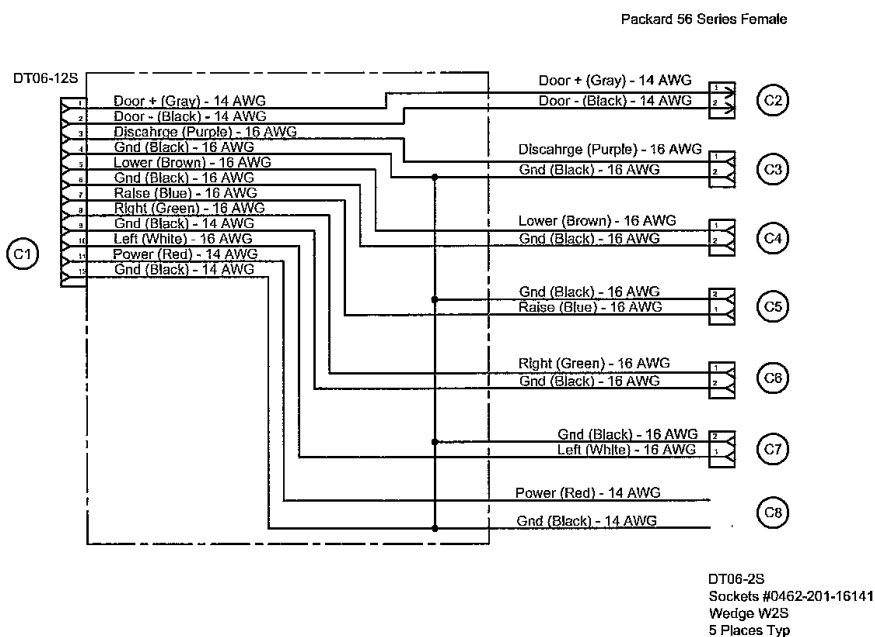 Packard 56 Series Female
DT06-12S
Door + (Gray) - 14 AWG
Door - (Black) - 14 AWG
C2
1
2
1 Door + (Gray) - 14 AWG
2 Door - (Black) - 14 AWG
3 Discahrge (Purple) - 16 AWG
4 Gnd (Black) - 16 AWG
5 Lower (Brown) - 16 AWG
6 Gnd (Black) - 16 AWG
7 Raise (Blue) - 16 AWG
8 Right (Green) - 16 AWG
9 Gnd (Black) - 14 AWG
10 Left (White) - 16 AWG
11 Power (Red) - 14 AWG
12 Gnd (Black) - 14 AWG
C1
Discahrge (Purple) - 16 AWG 1
Gnd (Black) - 16 AWG 2
C3
Lower (Brown) - 16 AWG 1
Gnd (Black) - 16 AWG 2
C4
Gnd (Black) - 16 AWG 2
Raise (Blue) - 16 AWG 1
C5
Right (Green) - 16 AWG 1
Gnd (Black) - 16 AWG 2
C6
Gnd (Black) - 16 AWG 2
Left (White) - 16 AWG 1
C7
Power (Red) - 14 AWG
Gnd (Black) - 14 AWG
C8
DT06-2S
Sockets #0462-201-16141
Wedge W2S
5 Places Typ